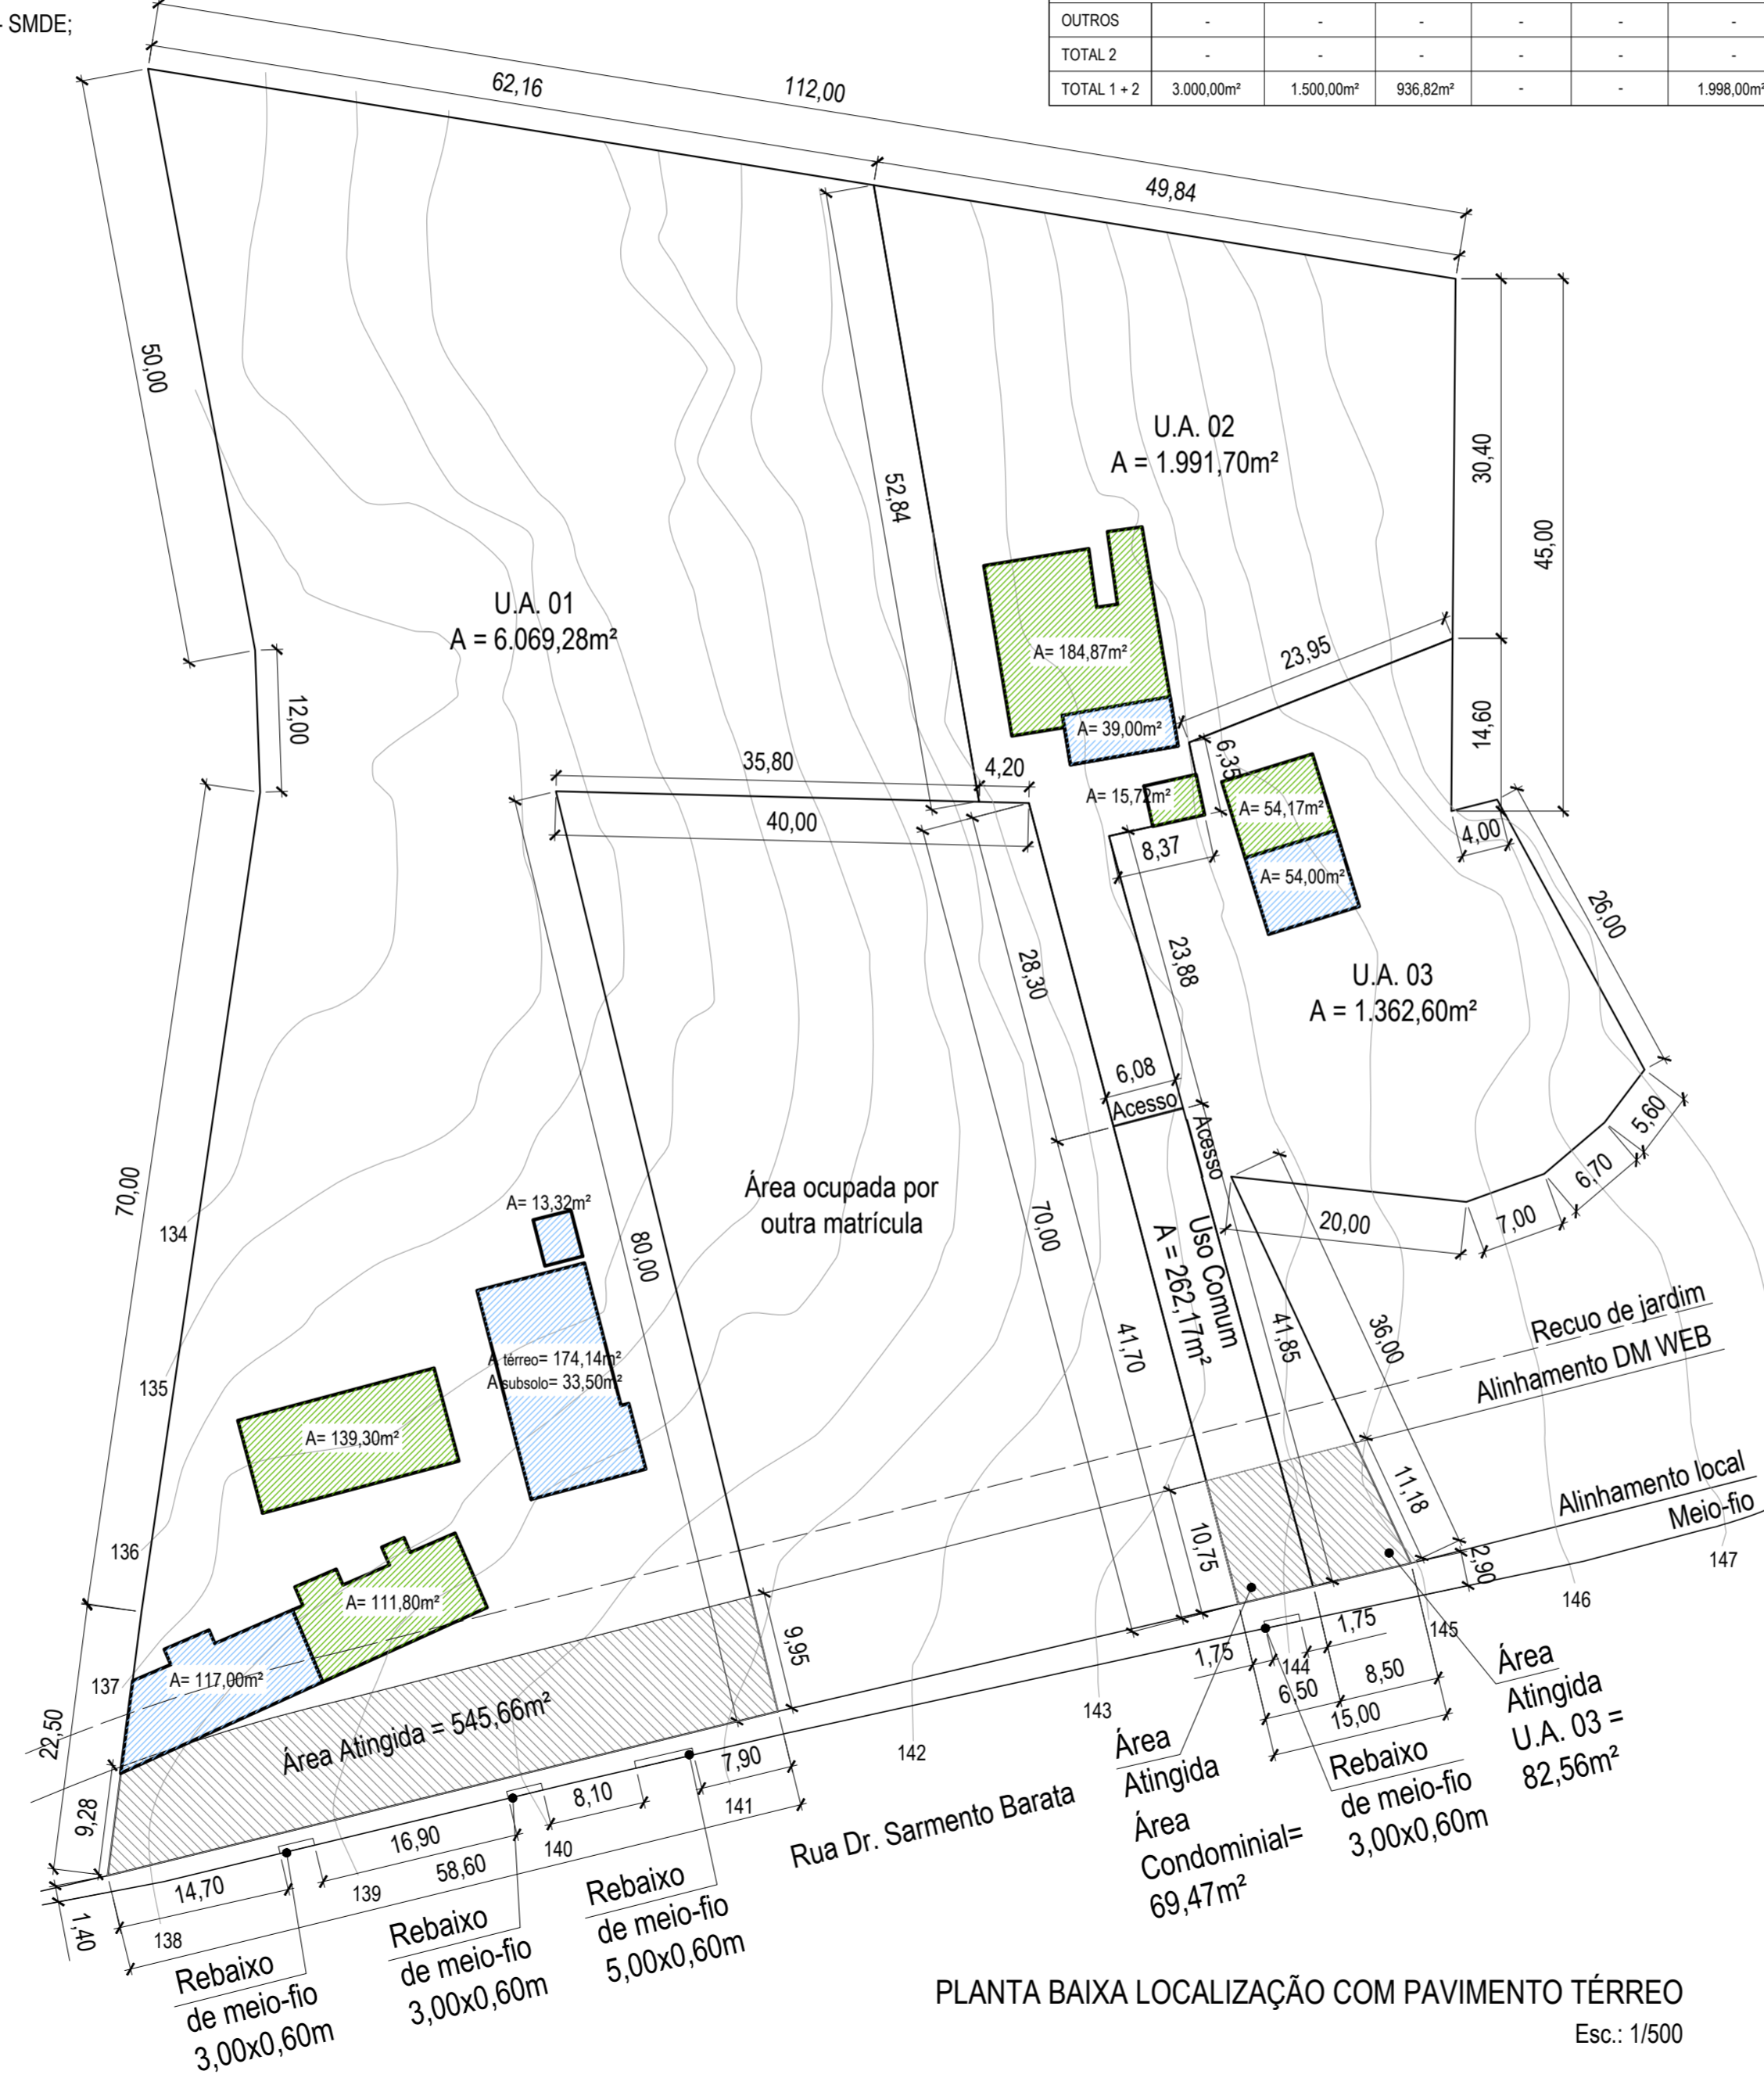 - SMDE;
OUTROS - - - - - -
TOTAL 2 - - - - - -
TOTAL 1 + 2 3.000,00m² 1.500,00m² 936,82m² - - 1.998,00m²
62,16
112,00
49,84
50,00
52,84
U.A. 02
A = 1.991,70m²
30,40
45,00
U.A. 01
A = 6.069,28m²
A= 184,87m²
23,95
12,00
A= 39,00m²
14,60
35,80
4,20
6,35
40,00
A= 15,72m²
A= 54,17m²
8,37
4,00
A= 54,00m²
26,00
28,30
23,88
U.A. 03
A = 1.362,60m²
6,08
Acesso
Acesso
5,60
6,70
7,00
20,00
70,00
134
A= 13,32m²
Área ocupada por
outra matrícula
80,00
70,00
Uso Comum
A = 262,17m²
41,70
41,85
36,00
Recuo de jardim
Alinhamento DM WEB
135
A térreo= 174,14m²
A subsolo= 33,50m²
A= 139,30m²
11,18
Alinhamento local
Meio-fio
10,75
2,90
136
A= 111,80m²
147
146
145
137
A= 117,00m²
9,95
1,75
1,75
144
6,50
8,50
15,00
22,50
Área Atingida = 545,66m²
143
142
Área
Atingida
Área
Condominial=
69,47m²
Rebaixo
de meio-fio
3,00x0,60m
Área
Atingida
U.A. 03 =
82,56m²
9,28
7,90
8,10
141
Rua Dr. Sarmento Barata
16,90
140
58,60
14,70
139
1,40
138
Rebaixo
de meio-fio
3,00x0,60m
Rebaixo
de meio-fio
3,00x0,60m
Rebaixo
de meio-fio
5,00x0,60m
PLANTA BAIXA LOCALIZAÇÃO COM PAVIMENTO TÉRREO
Esc.: 1/500